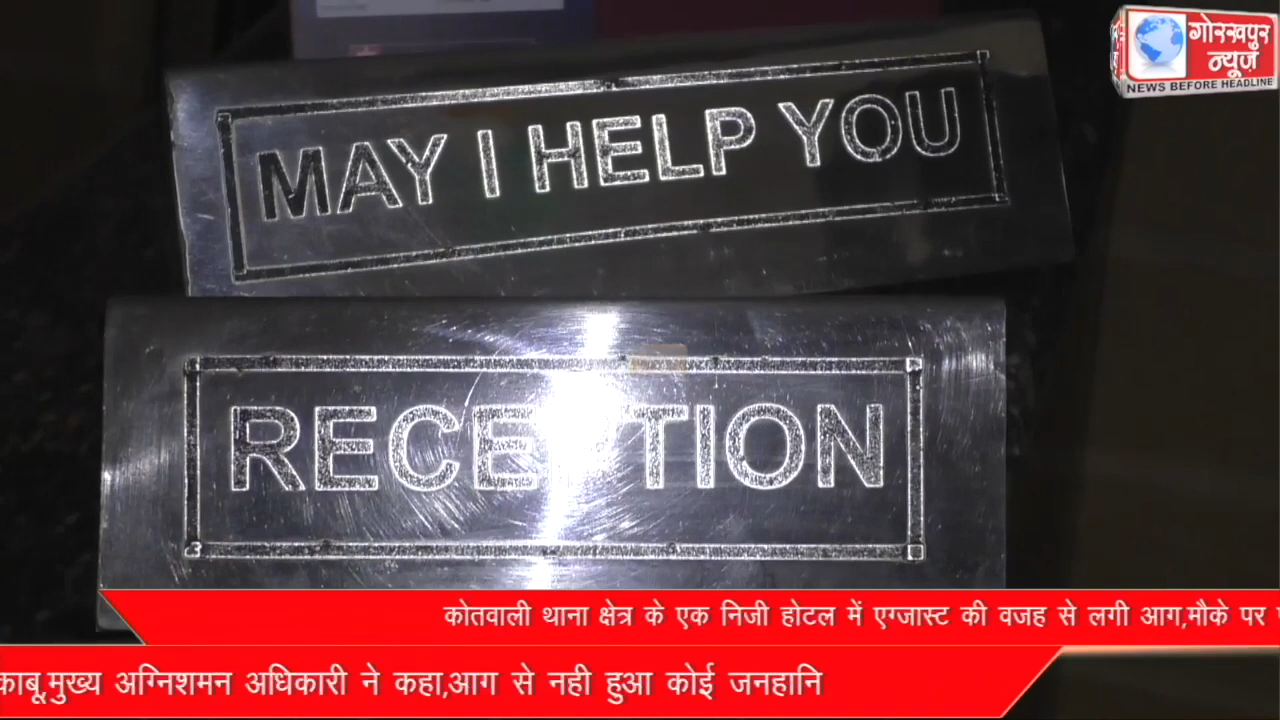 गोरखपुर
न्यूज़
NEWS BEFORE HEADLINE
MAY I HELP YOU
RECEPTION
कोतवाली थाना क्षेत्र के एक निजी होटल में एग्जास्ट की वजह से लगी आग,मौके पर
काबू,मुख्य अग्निशमन अधिकारी ने कहा,आग से नही हुआ कोई जनहानि